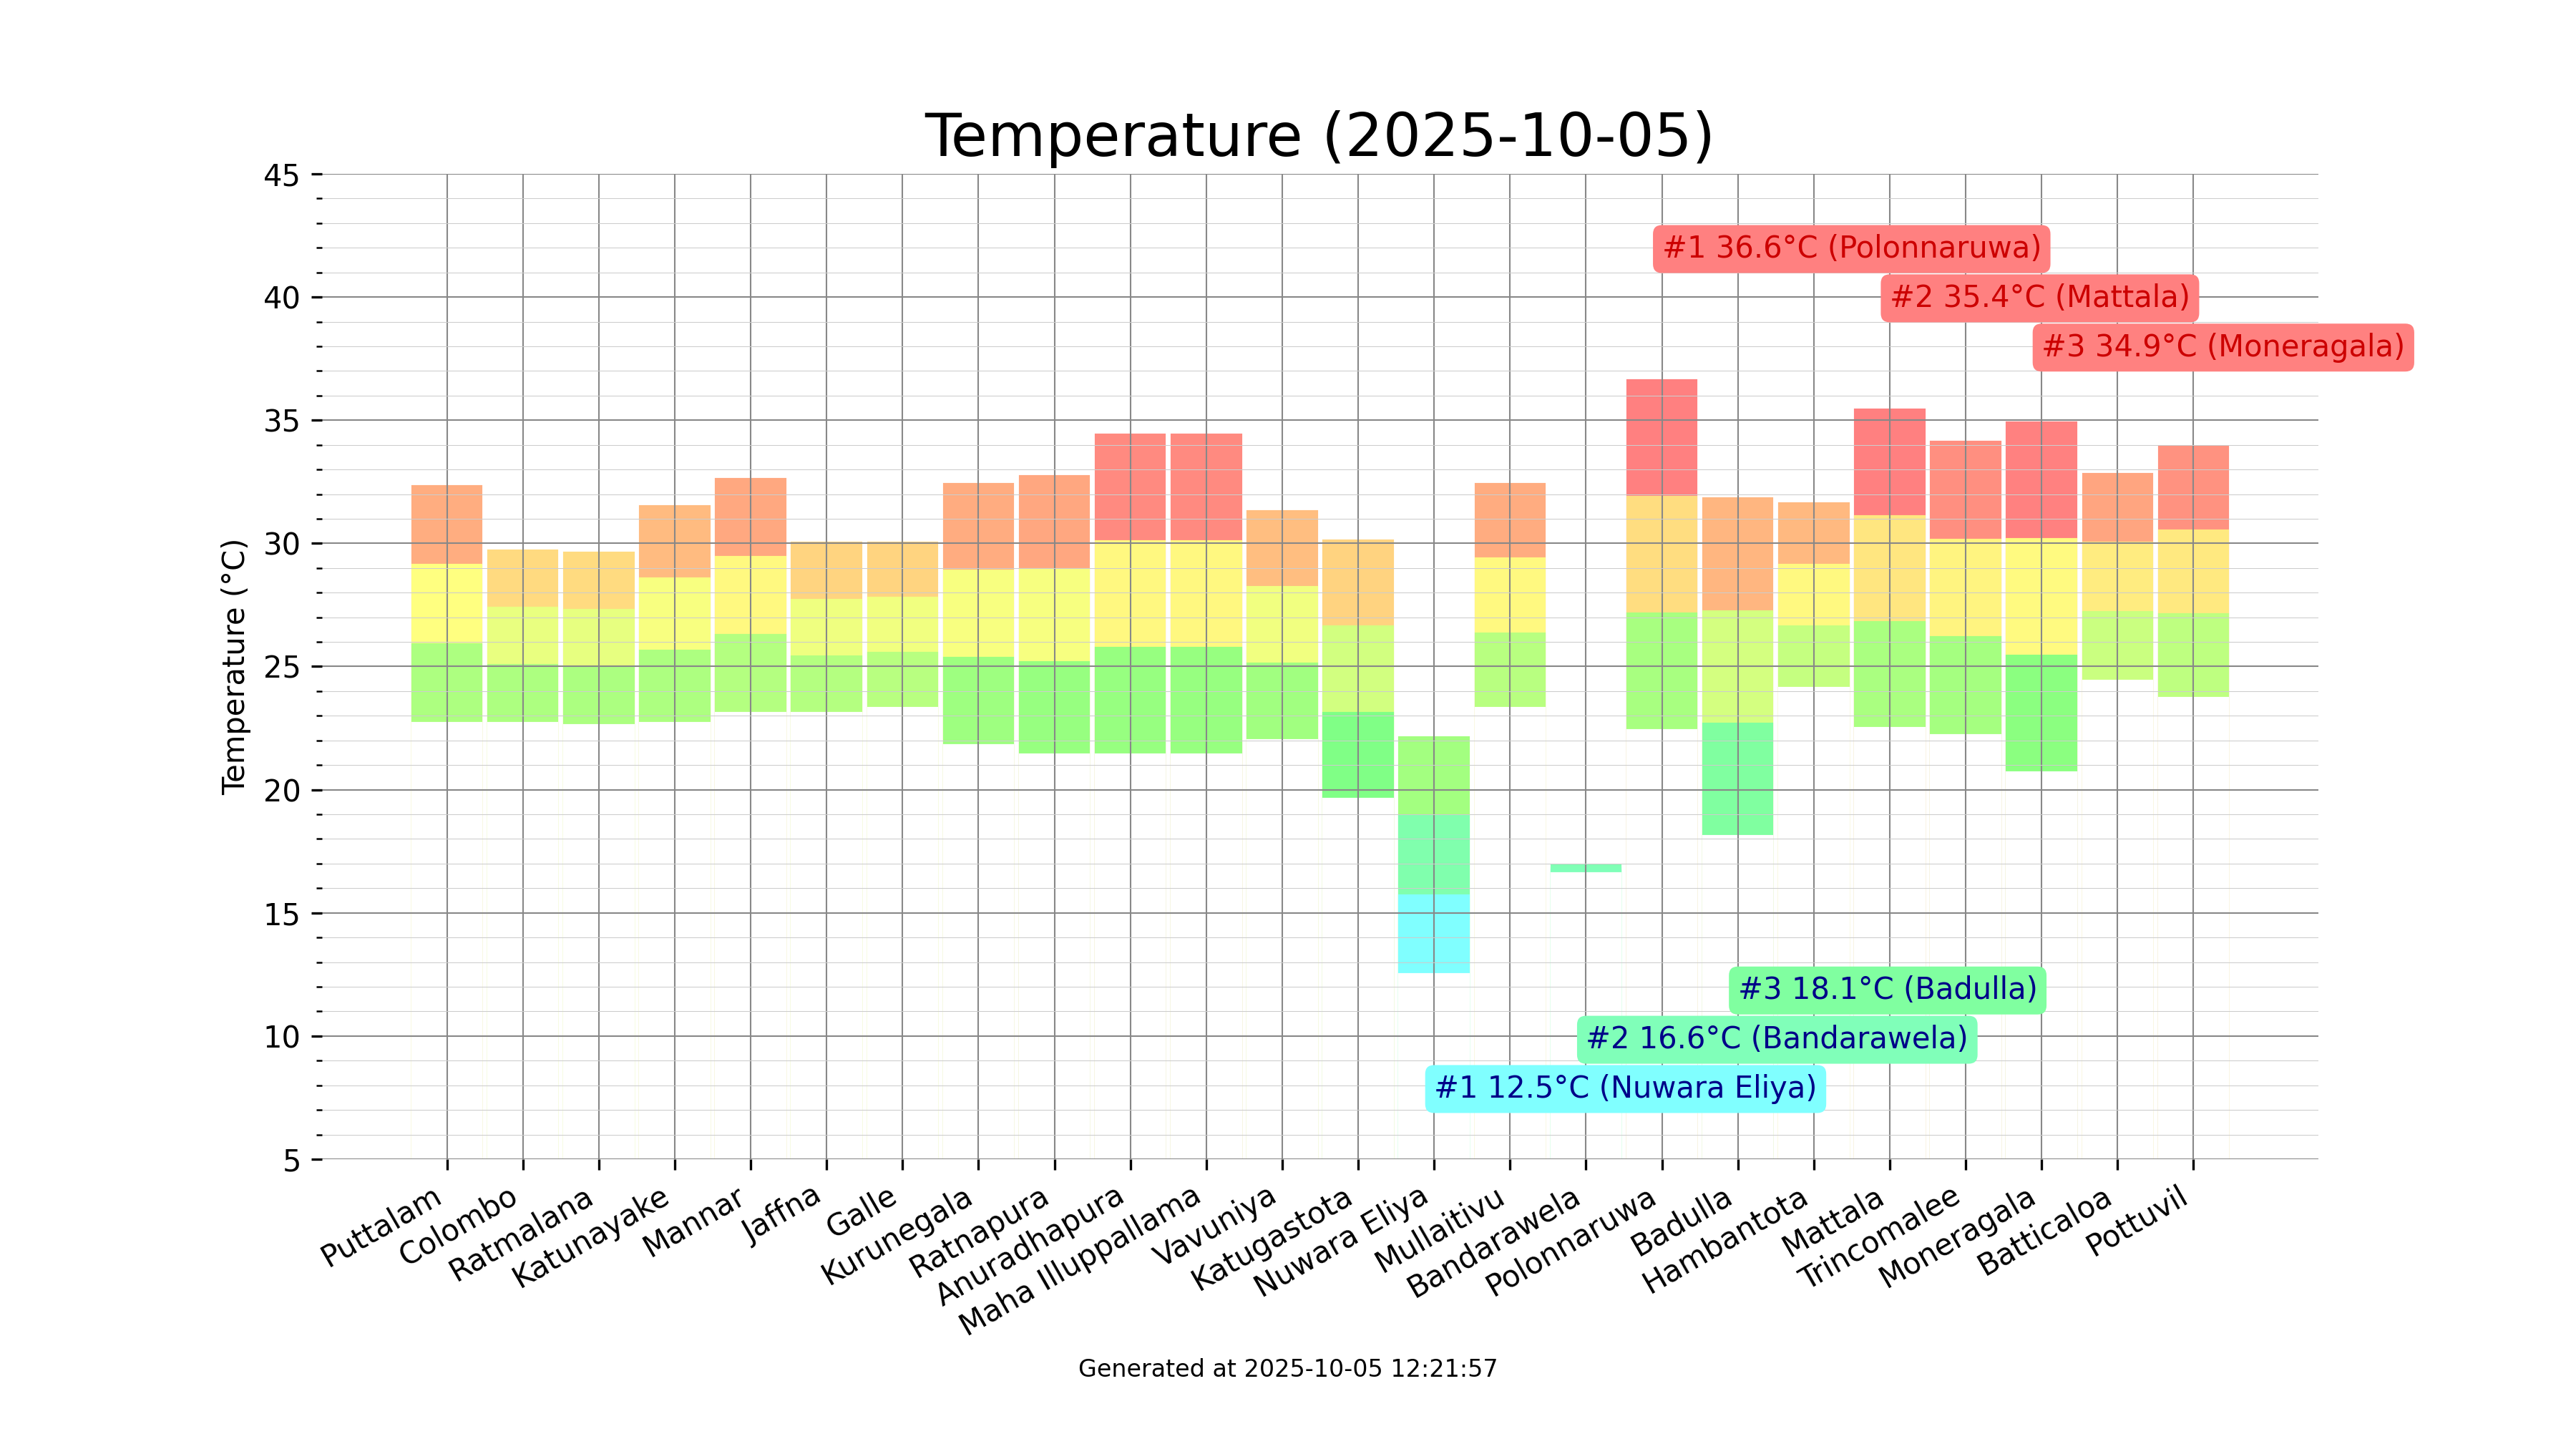 Temperature (2025-10-05)
45
40
35
30
25
20
15
10
5
Temperature (°C)
#1 36.6°C (Polonnaruwa)
#2 35.4°C (Mattala)
#3 34.9°C (Moneragala)
#3 18.1°C (Badulla)
#2 16.6°C (Bandarawela)
#1 12.5°C (Nuwara Eliya)
Puttalam
Colombo
Ratmalana
Katunayake
Mannar
Jaffna
Galle
Kurunegala
Ratnapura
Anuradhapura
Maha Illuppallama
Vavuniya
Katugastota
Nuwara Eliya
Mullaitivu
Bandarawela
Polonnaruwa
Badulla
Hambantota
Mattala
Trincomalee
Moneragala
Batticaloa
Pottuvil
Generated at 2025-10-05 12:21:57